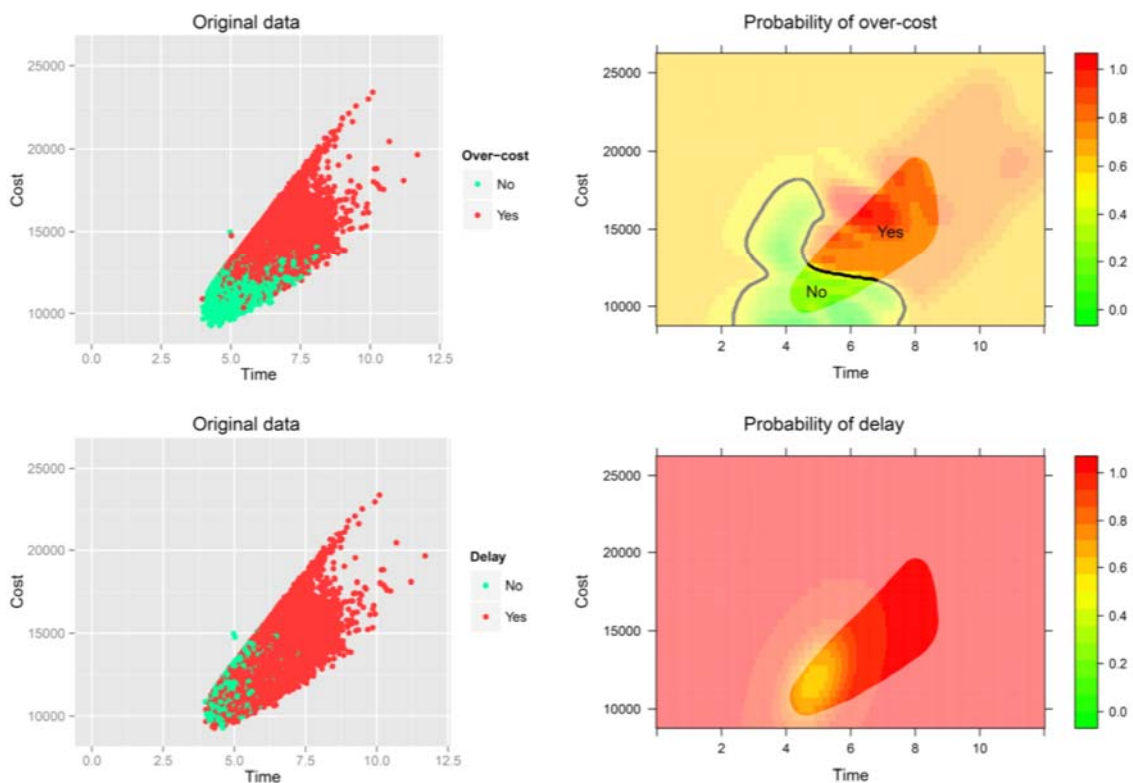 Original data
Probability of over-cost
25000
20000
15000
10000
Cost
0.0
2.5
5.0
7.5
10.0
12.5
Time
Over-cost
No
Yes
25000
20000
15000
10000
Cost
Yes
No
2
4
6
8
10
Time
1.0
0.8
0.6
0.4
0.2
0.0
Original data
Probability of delay
25000
20000
15000
10000
Cost
0.0
2.5
5.0
7.5
10.0
12.5
Time
Delay
No
Yes
25000
20000
15000
10000
Cost
2
4
6
8
10
Time
1.0
0.8
0.6
0.4
0.2
0.0